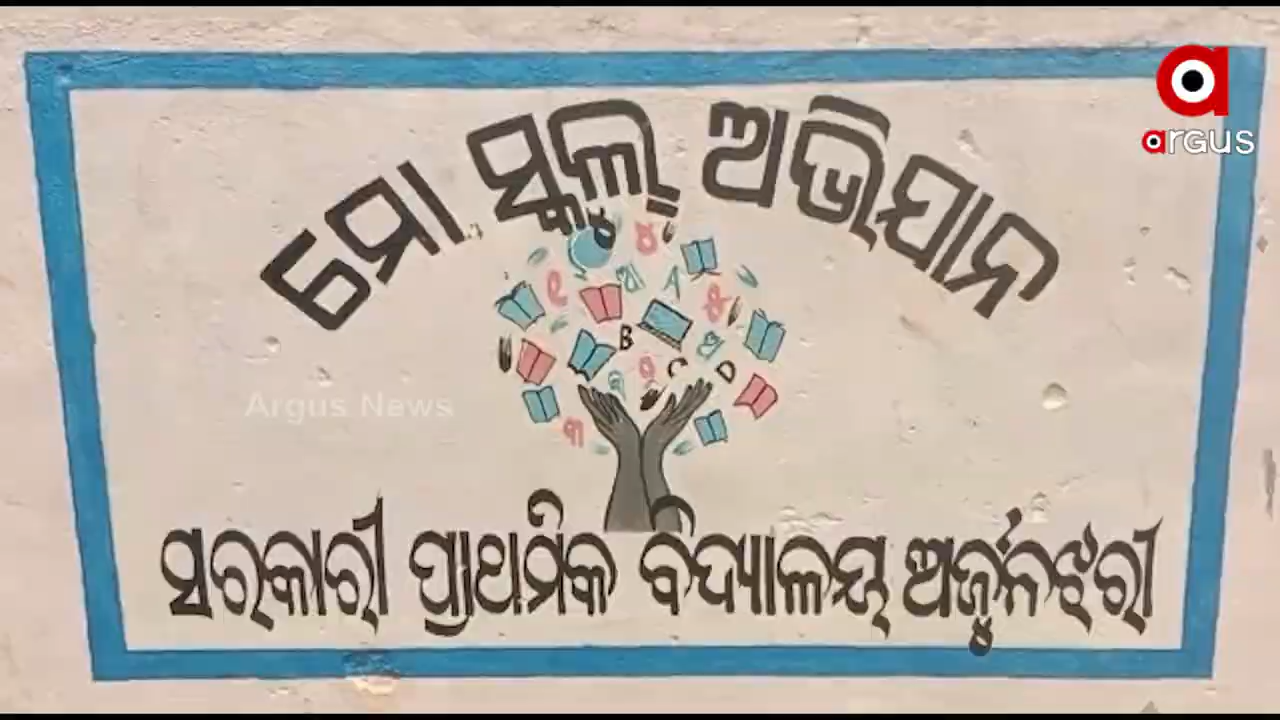 argus
ମୋ ସ୍କୁଲ୍ ଅଭିଯାନ
B
C D
Argus News
ସରକାରୀ ପ୍ରାଥମିକ ବିଦ୍ୟାଳୟ ଅର୍ଜୁନଝରୀ